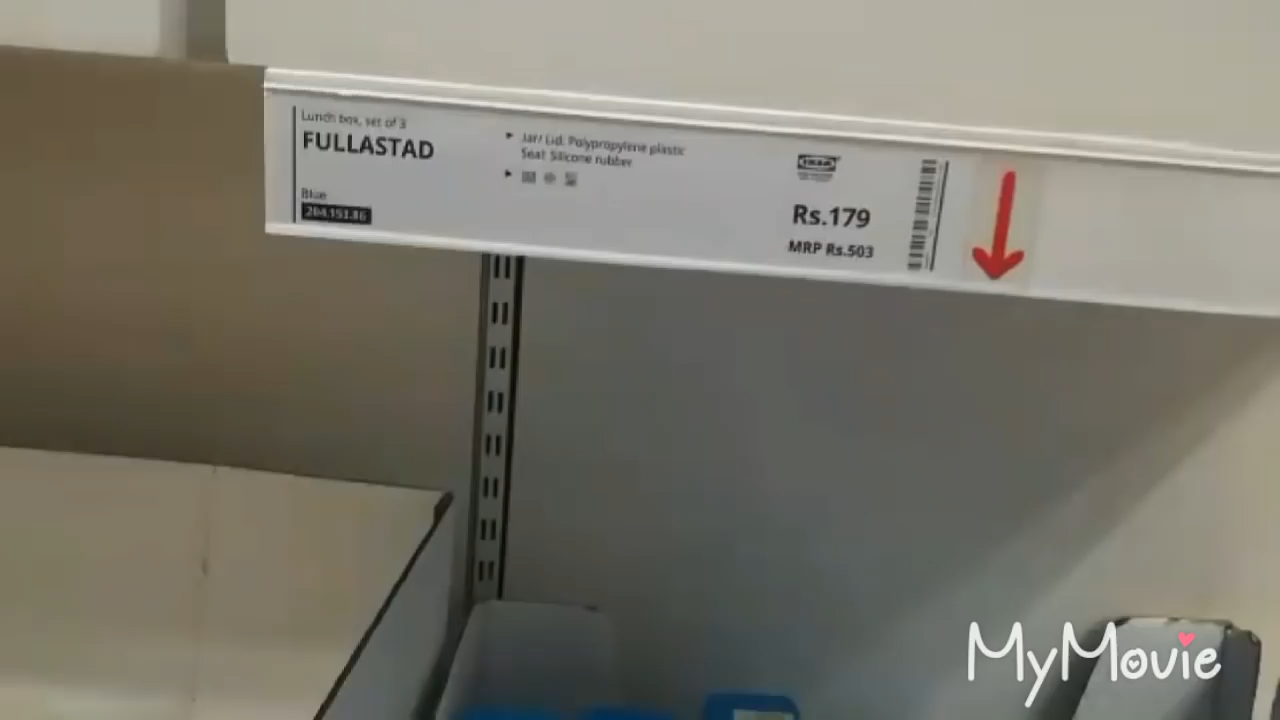 Lunch box, set of 3
FULLASTAD
Blue
204.151.86
Jar/ Lid: Polypropylene plastic
Seal: Silicone rubber
IKEA
Rs.179
MRP Rs.503
MyMovie